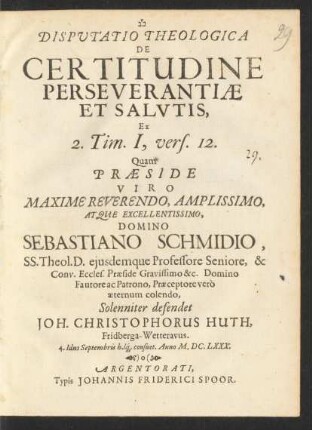 DISPUTATIO THEOLOGICA
DE
CERTITUDINE
PERSEVERANTIÆ
ET SALVTIS,
Ex
2. Tim. I, vers. 12.
29.
Quam
PRÆSIDE
VIRO
MAXIME REVERENDO, AMPLISSIMO,
ATQUE EXCELLENTISSIMO,
DOMINO
SEBASTIANO SCHMIDIO,
SS. Theol. D. ejusdemque Professore Seniore, &
Conv. Eccles. Præside Gravissimo &c. Domino
Fautore ac Patrono, Præceptore verò
æternum colendo,
Solenniter defendet
JOH. CHRISTOPHORUS HUTH,
Fridberga-Wetteravus.
4. Idus Septembris h. l. q. consuet. Anno M. DC. LXXX.
ARGENTORATI,
Typis JOHANNIS FRIDERICI SPOOR.